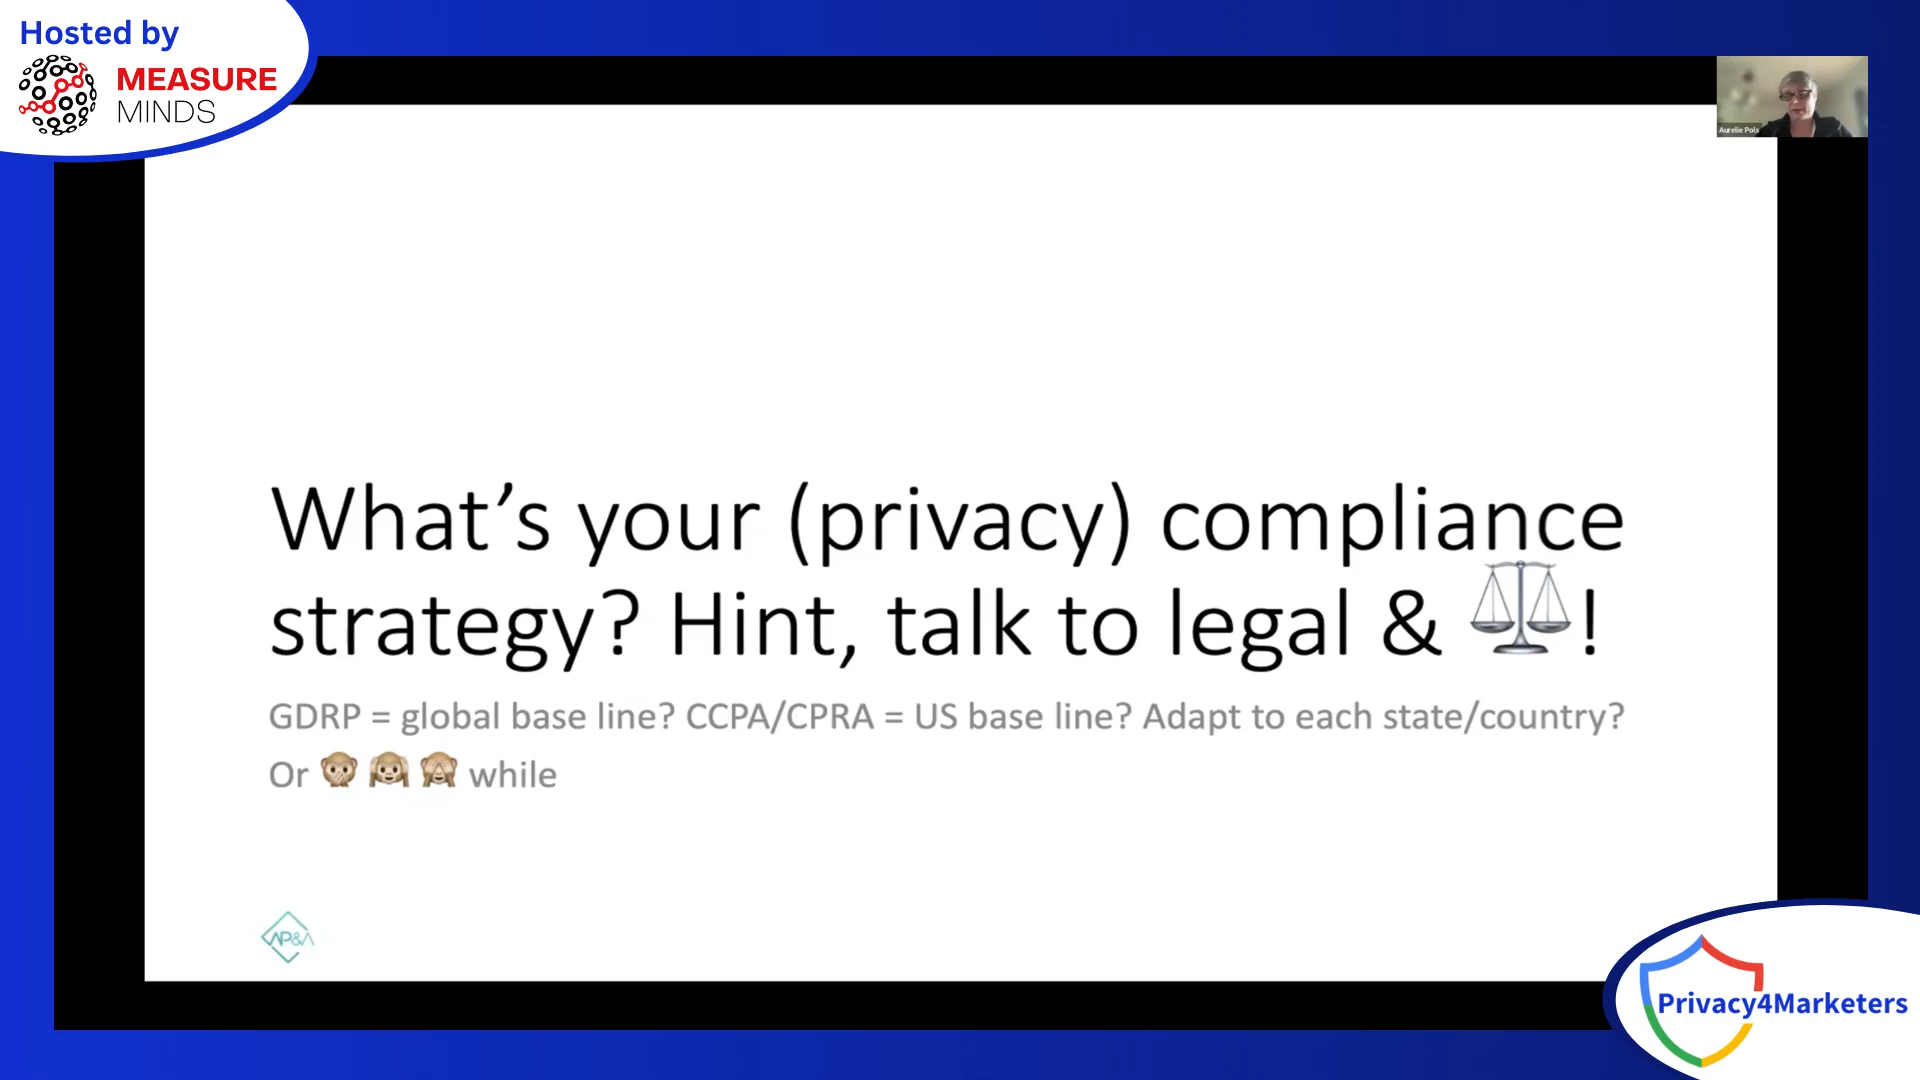 Hosted by
MEASURE
MINDS
Aurelie Pols
What's your (privacy) compliance
strategy? Hint, talk to legal & ⚖!
GDRP = global base line? CCPA/CPRA = US base line? Adapt to each state/country?
Or 🙊 🙉 🙈 while
AP&A
Privacy4Marketers